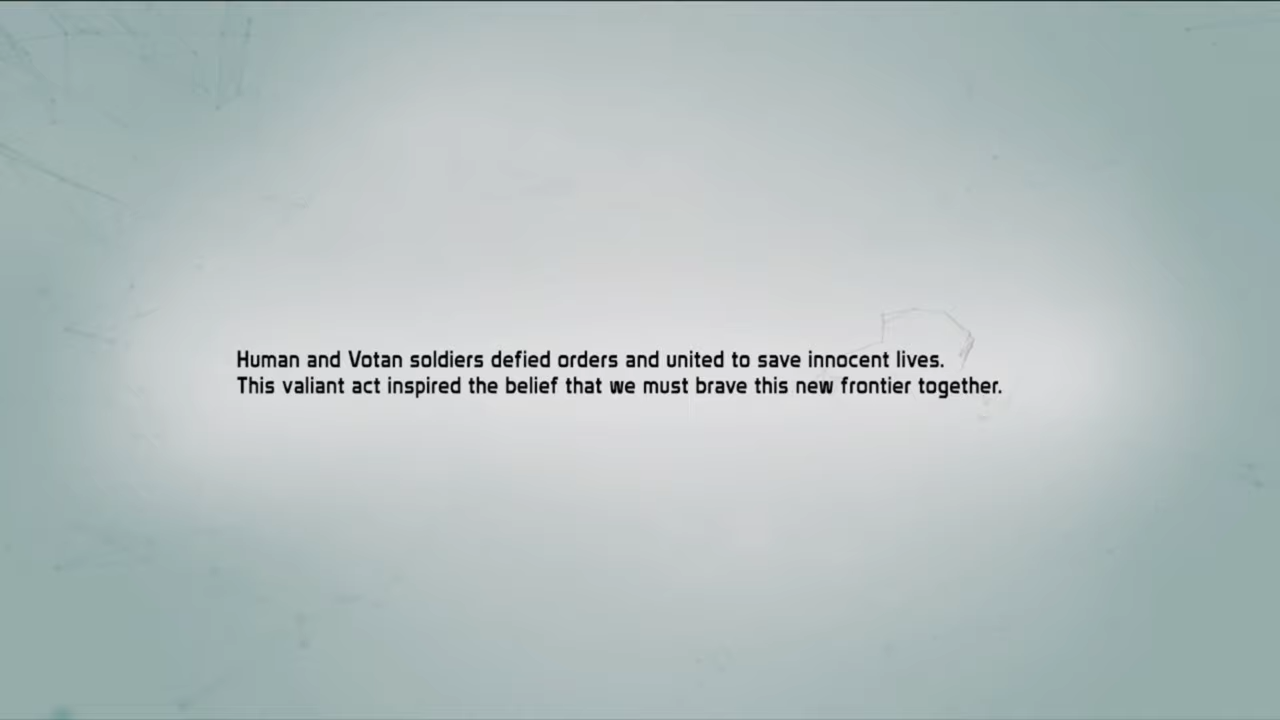 Human and Votan soldiers defied orders and united to save innocent lives.
This valiant act inspired the belief that we must brave this new frontier together.